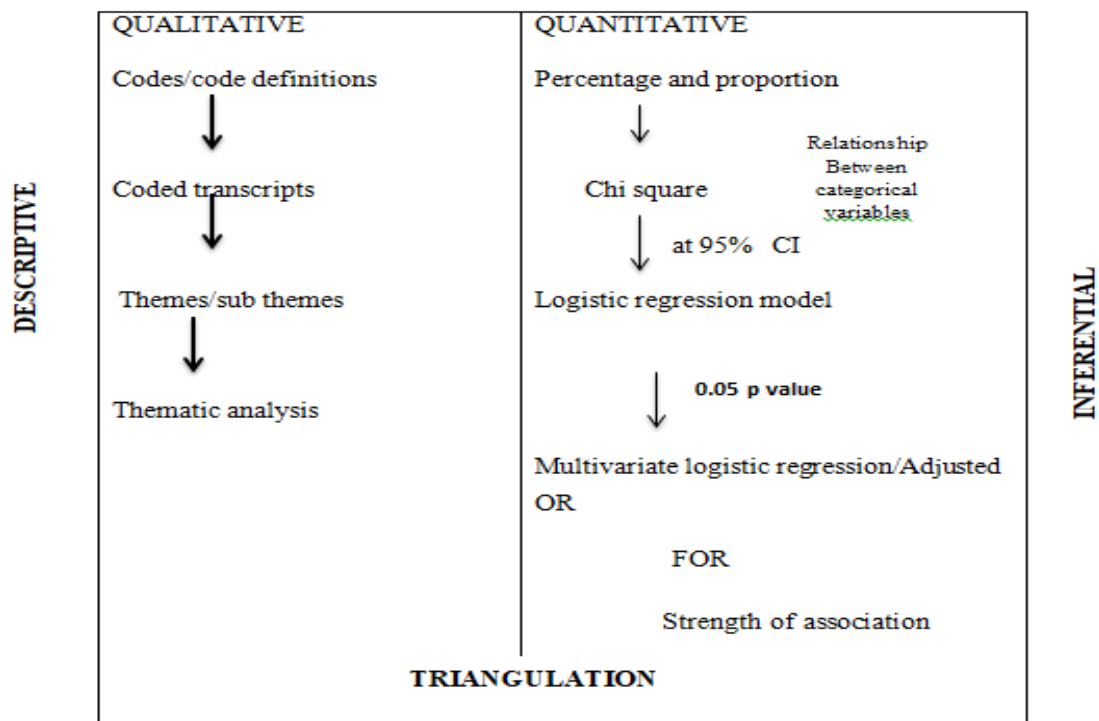 DESCRIPTIVE
QUALITATIVE
Codes/code definitions
Coded transcripts
Themes/sub themes
Thematic analysis
QUANTITATIVE
Percentage and proportion
Relationship
Between
categorical
variables
Chi square
at 95% CI
Logistic regression model
0.05 p value
Multivariate logistic regression/Adjusted
OR
FOR
Strength of association
TRIANGULATION
INFERENTIAL